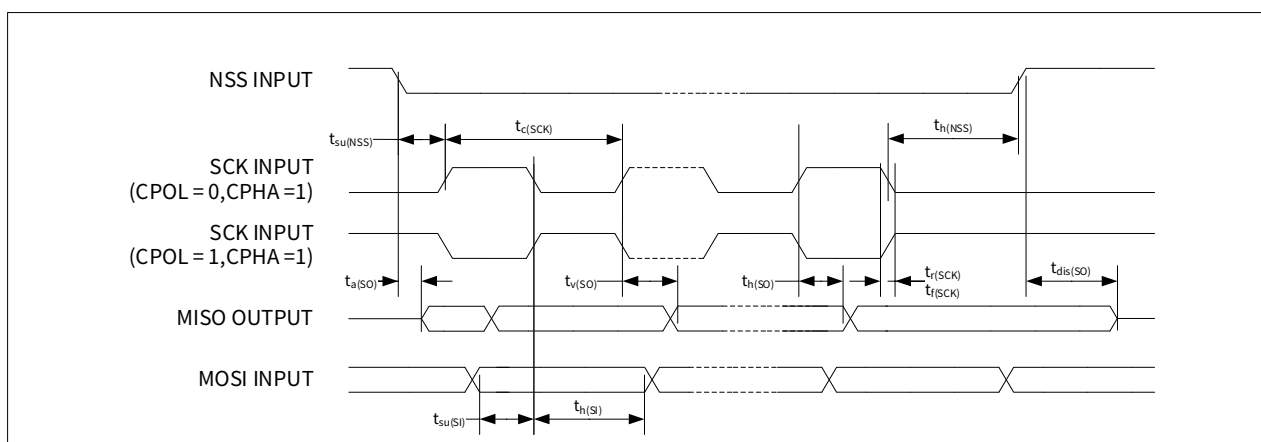 NSS INPUT
tsu(NSS)
tc(SCK)
th(NSS)
SCK INPUT
(CPOL = 0,CPHA =1)
SCK INPUT
(CPOL = 1,CPHA =1)
ta(SO)
tv(SO)
th(SO)
tr(SCK)
tf(SCK)
tdis(SO)
MISO OUTPUT
MOSI INPUT
tsu(SI)
th(SI)